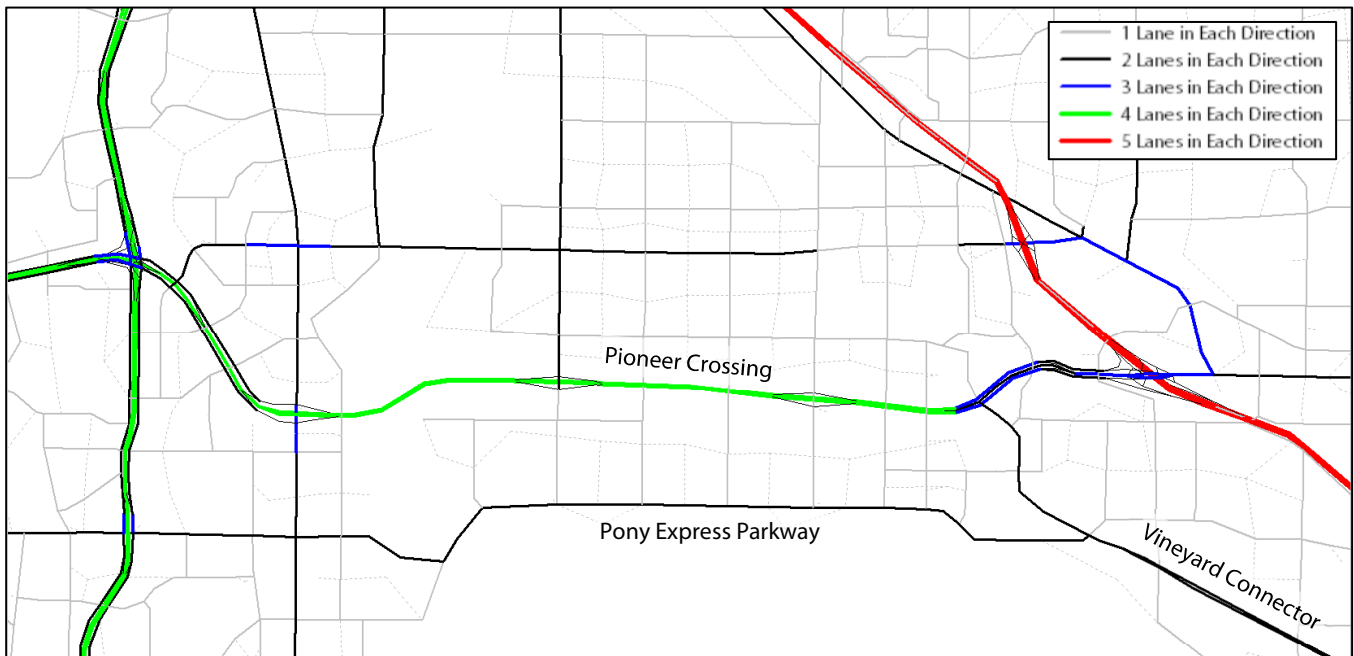 1 Lane in Each Direction
2 Lanes in Each Direction
3 Lanes in Each Direction
4 Lanes in Each Direction
5 Lanes in Each Direction
Pioneer Crossing
Pony Express Parkway
Vineyard Connector